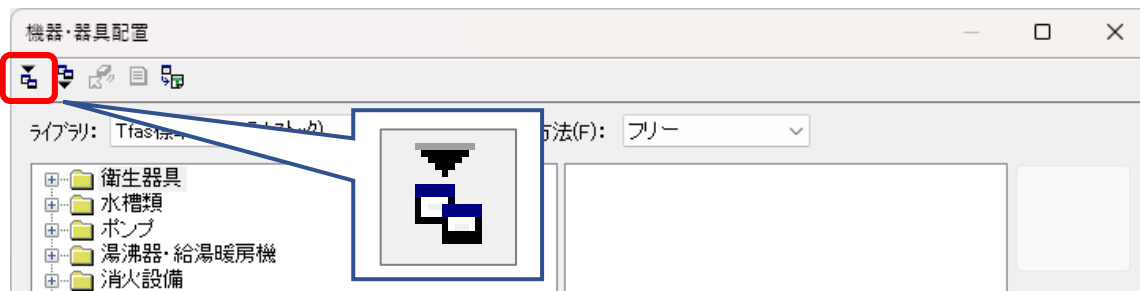 機器・器具配置
ライブラリ: Tfas標
方法(F): フリー
衛生器具
水槽類
ポンプ
湯沸器・給湯暖房機
消火設備